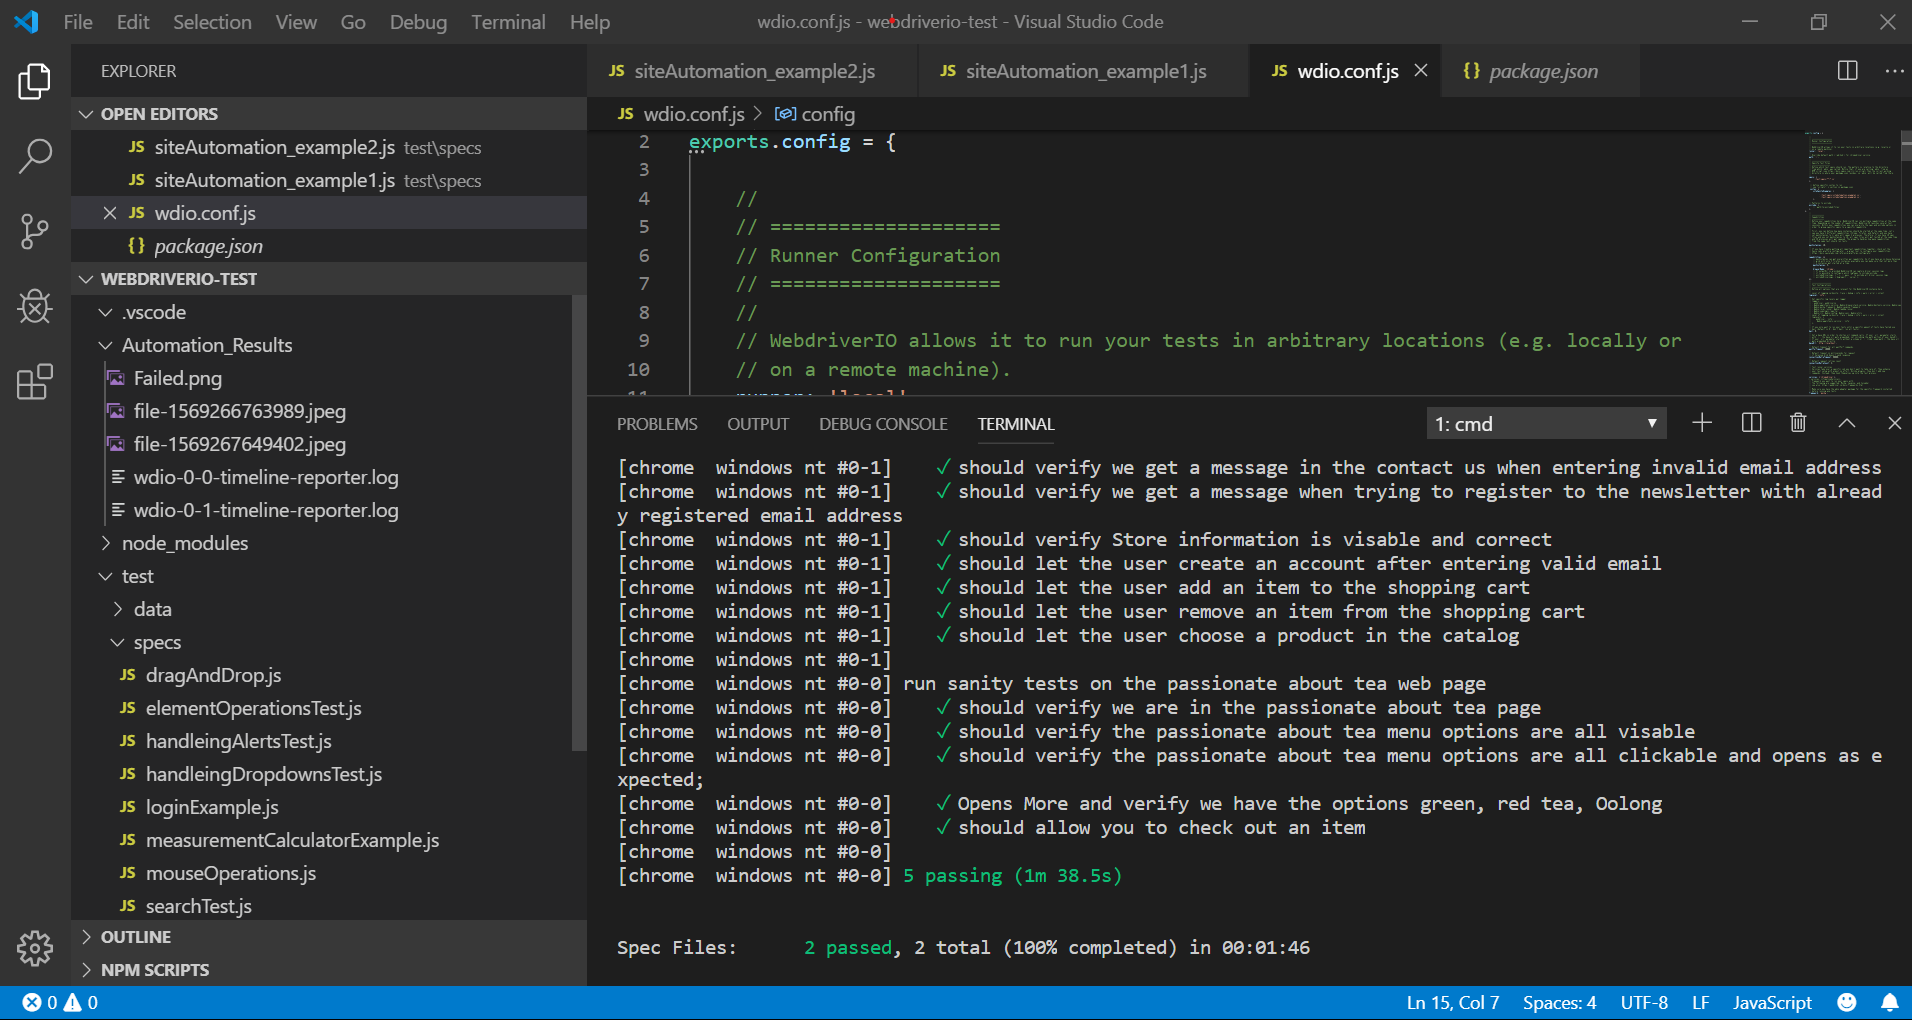 File Edit Selection View Go Debug Terminal Help wdio.conf.js - webdriverio-test - Visual Studio Code
EXPLORER
OPEN EDITORS
JS siteAutomation_example2.js test\specs
JS siteAutomation_example1.js test\specs
JS wdio.conf.js
{} package.json
WEBDRIVERIO-TEST
.vscode
Automation_Results
Failed.png
file-1569266763989.jpeg
file-1569267649402.jpeg
wdio-0-0-timeline-reporter.log
wdio-0-1-timeline-reporter.log
node_modules
test
data
specs
JS dragAndDrop.js
JS elementOperationsTest.js
JS handleingAlertsTest.js
JS handleingDropdownsTest.js
JS loginExample.js
JS measurementCalculatorExample.js
JS mouseOperations.js
JS searchTest.js
OUTLINE
NPM SCRIPTS
JS siteAutomation_example2.js JS siteAutomation_example1.js JS wdio.conf.js {} package.json
JS wdio.conf.js > config
2 exports.config = {
3
4 //
5 // ====================
6 // Runner Configuration
7 // ====================
8 //
9 // WebdriverIO allows it to run your tests in arbitrary locations (e.g. locally or
10 // on a remote machine).
11 runner: 'local'
PROBLEMS OUTPUT DEBUG CONSOLE TERMINAL 1: cmd
[chrome  windows nt #0-1]    ✓ should verify we get a message in the contact us when entering invalid email address
[chrome  windows nt #0-1]    ✓ should verify we get a message when trying to register to the newsletter with alread
y registered email address
[chrome  windows nt #0-1]    ✓ should verify Store information is visable and correct
[chrome  windows nt #0-1]    ✓ should let the user create an account after entering valid email
[chrome  windows nt #0-1]    ✓ should let the user add an item to the shopping cart
[chrome  windows nt #0-1]    ✓ should let the user remove an item from the shopping cart
[chrome  windows nt #0-1]    ✓ should let the user choose a product in the catalog
[chrome  windows nt #0-1]
[chrome  windows nt #0-0] run sanity tests on the passionate about tea web page
[chrome  windows nt #0-0]    ✓ should verify we are in the passionate about tea page
[chrome  windows nt #0-0]    ✓ should verify the passionate about tea menu options are all visable
[chrome  windows nt #0-0]    ✓ should verify the passionate about tea menu options are all clickable and opens as e
xpected;
[chrome  windows nt #0-0]    ✓ Opens More and verify we have the options green, red tea, Oolong
[chrome  windows nt #0-0]    ✓ should allow you to check out an item
[chrome  windows nt #0-0]
[chrome  windows nt #0-0] 5 passing (1m 38.5s)
Spec Files:      2 passed, 2 total (100% completed) in 00:01:46
0 0 Ln 15, Col 7 Spaces: 4 UTF-8 LF JavaScript